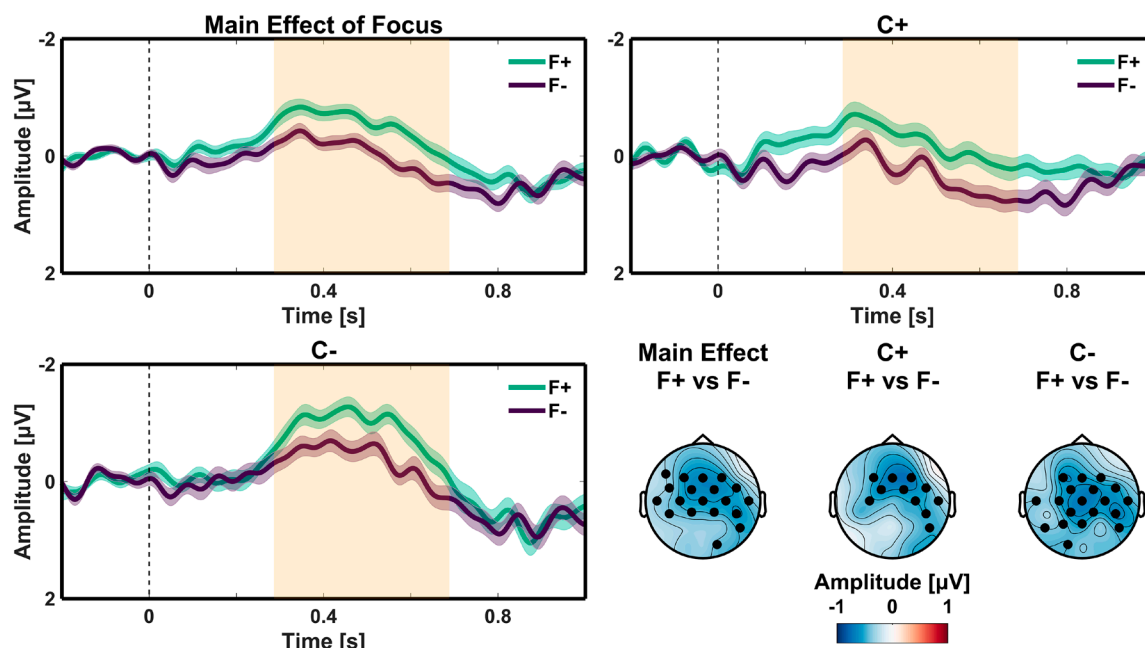 Main Effect of Focus
-2
0
2
Amplitude [µV]
F+
F-
0
0.4
0.8
Time [s]
C+
-2
0
2
Amplitude [µV]
F+
F-
0
0.4
0.8
Time [s]
C-
-2
0
2
Amplitude [µV]
F+
F-
0
0.4
0.8
Time [s]
Main Effect
F+ vs F-
C+
F+ vs F-
C-
F+ vs F-
Amplitude [µV]
-1 0 1